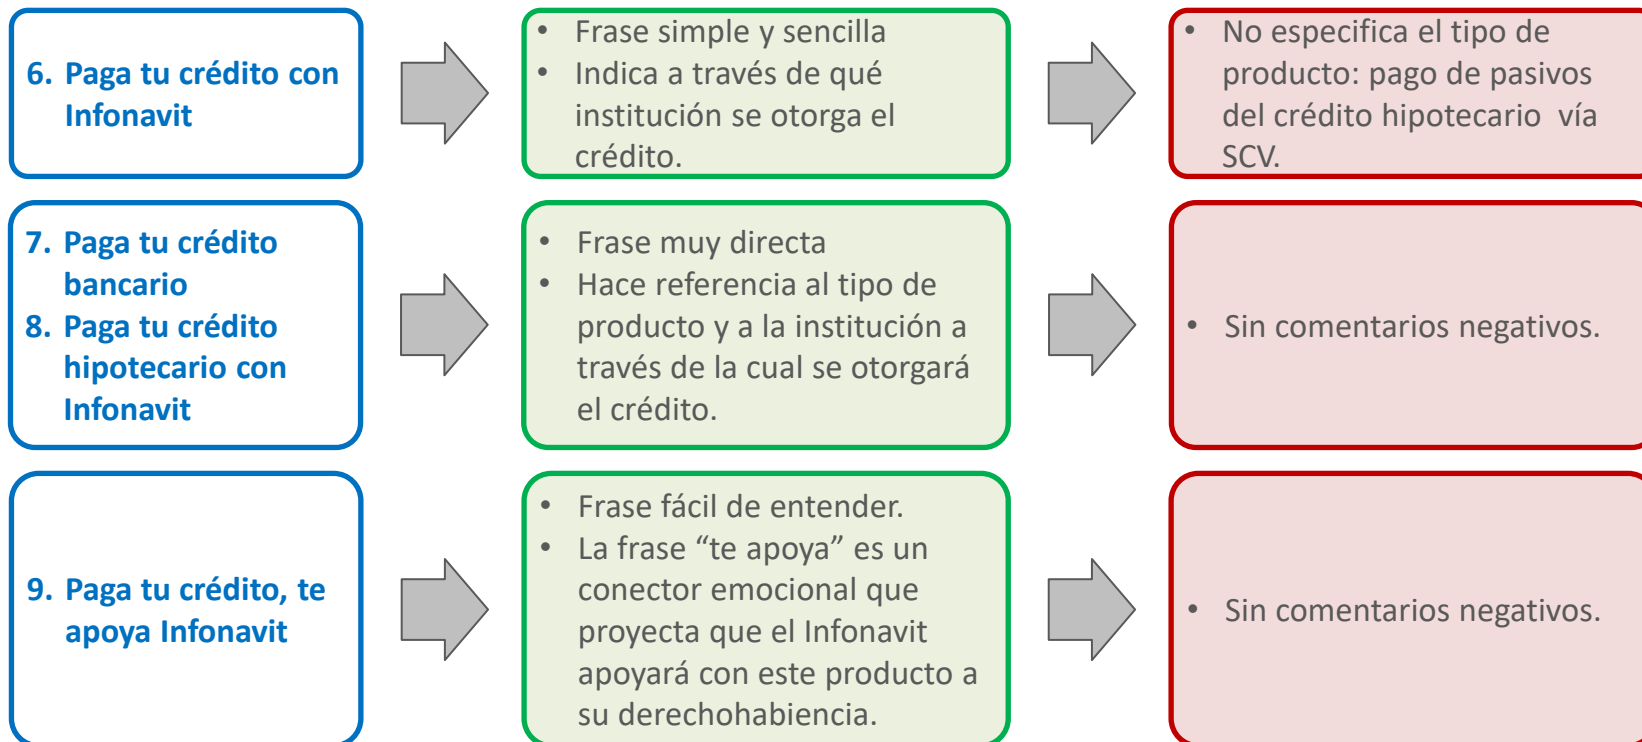 6. Paga tu crédito con
Infonavit
• Frase simple y sencilla
• Indica a través de qué
institución se otorga el
crédito.
• No especifica el tipo de
producto: pago de pasivos
del crédito hipotecario vía
SCV.
7. Paga tu crédito
bancario
8. Paga tu crédito
hipotecario con
Infonavit
• Frase muy directa
• Hace referencia al tipo de
producto y a la institución a
través de la cual se otorgará
el crédito.
• Sin comentarios negativos.
9. Paga tu crédito, te
apoya Infonavit
• Frase fácil de entender.
• La frase “te apoya” es un
conector emocional que
proyecta que el Infonavit
apoyará con este producto a
su derechohabiencia.
• Sin comentarios negativos.